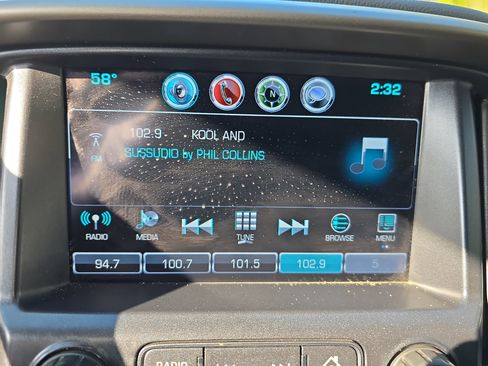 58° N 2:32
102.9 KOOL AND
FM
SUSSUDIO by PHIL COLLINS
RADIO MEDIA TUNE BROWSE MENU
94.7 100.7 101.5 102.9 5
RADIO